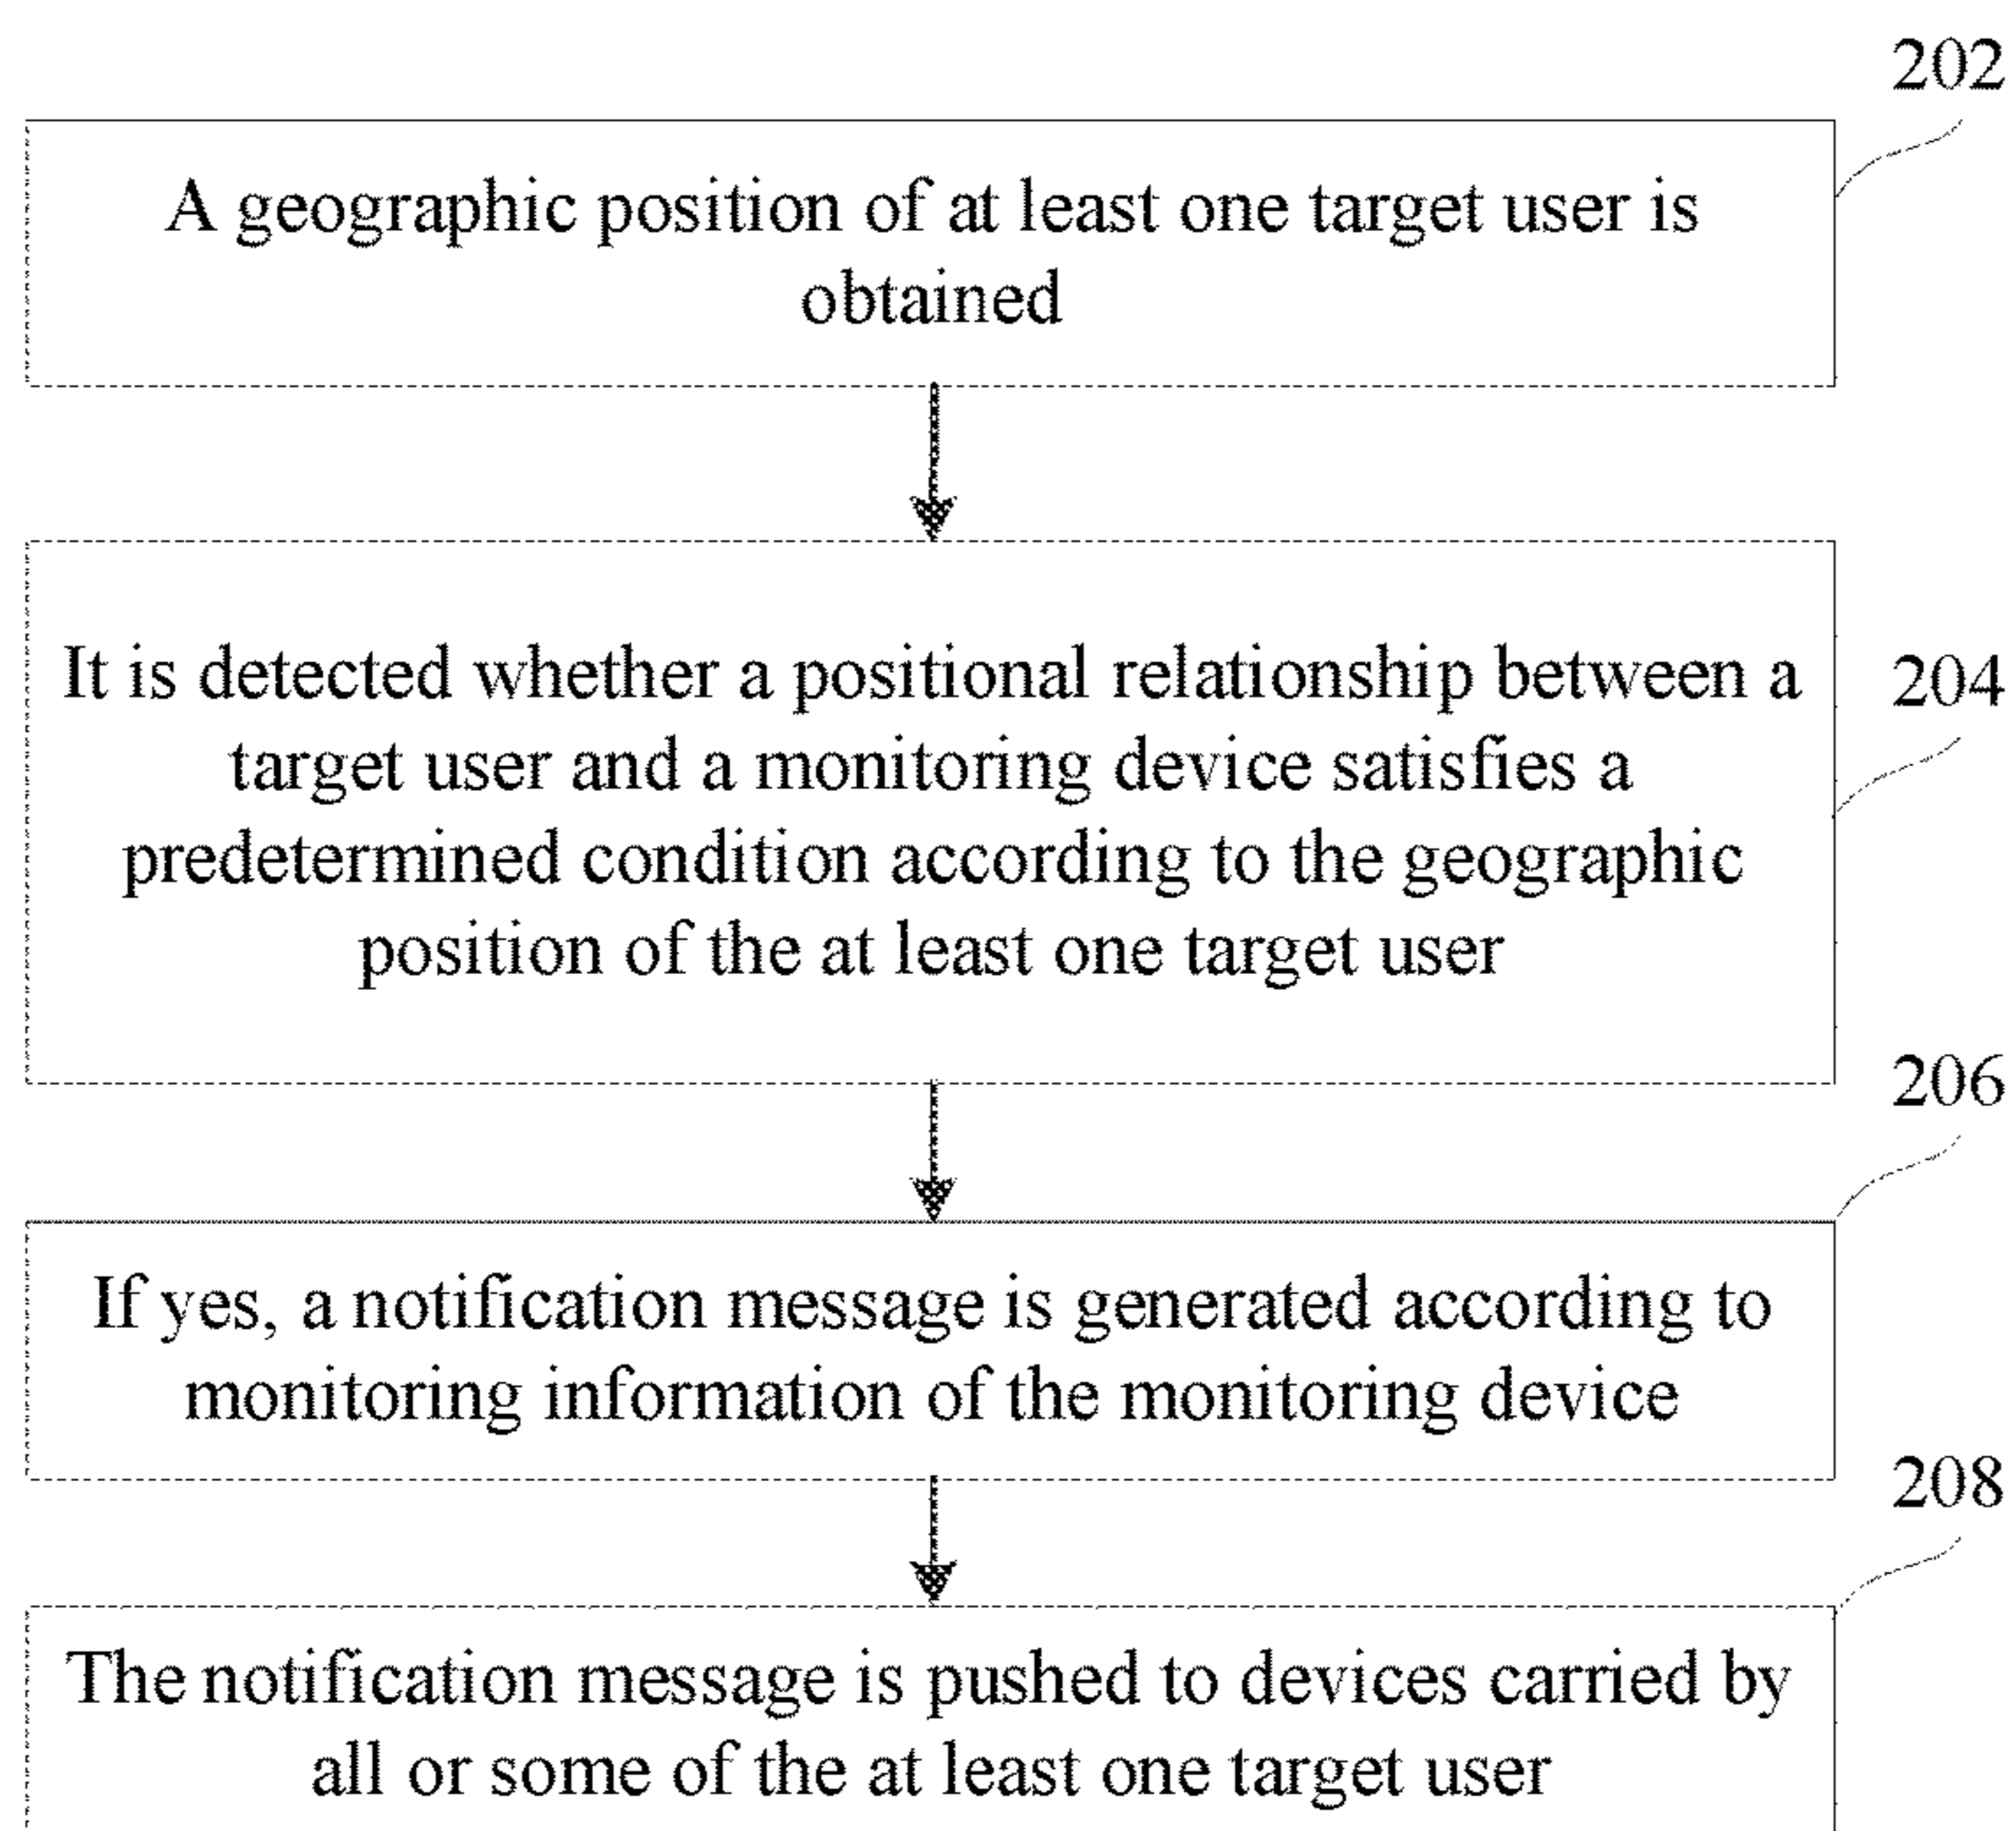 202
A geographic position of at least one target user is
obtained
It is detected whether a positional relationship between a
204
target user and a monitoring device satisfies a
predetermined condition according to the geographic
position of the at least one target user
206
If yes, a notification message is generated according to
monitoring information of the monitoring device
208
The notification message is pushed to devices carried by
all or some of the at least one target user